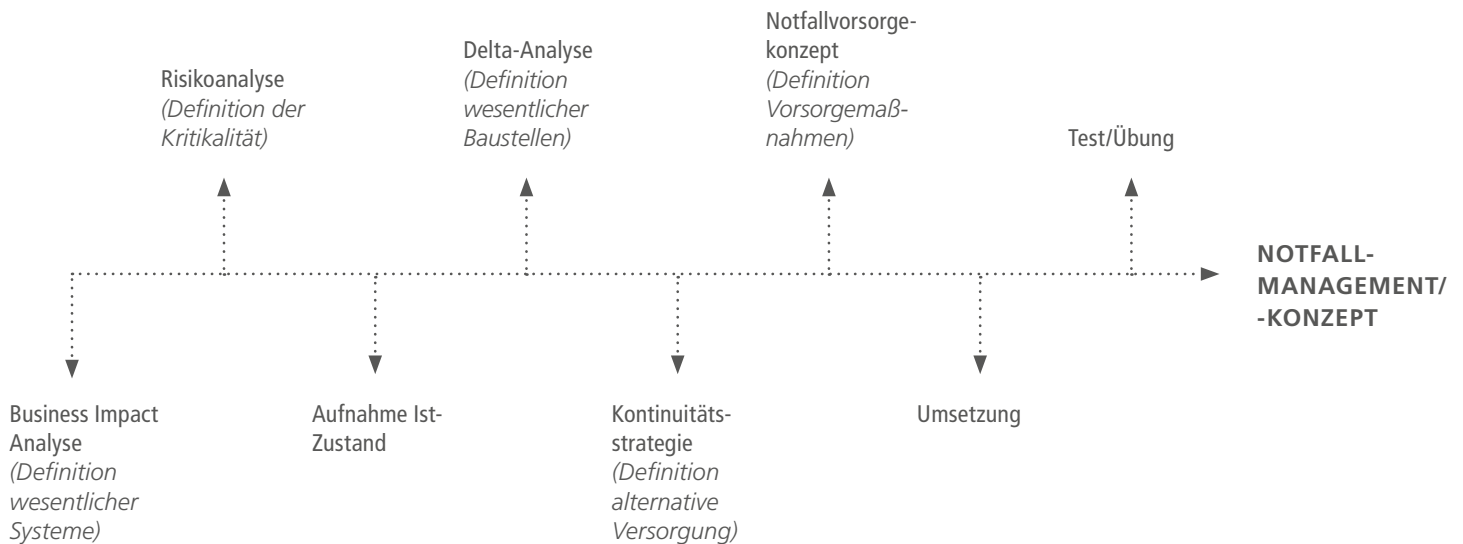 Risikoanalyse
(Definition der
Kritikalität)
Delta-Analyse
(Definition
wesentlicher
Baustellen)
Notfallvorsorge-
konzept
(Definition
Vorsorgemaß-
nahmen)
Test/Übung
NOTFALL-
MANAGEMENT/
-KONZEPT
Business Impact
Analyse
(Definition
wesentlicher
Systeme)
Aufnahme Ist-
Zustand
Kontinuitäts-
strategie
(Definition
alternative
Versorgung)
Umsetzung